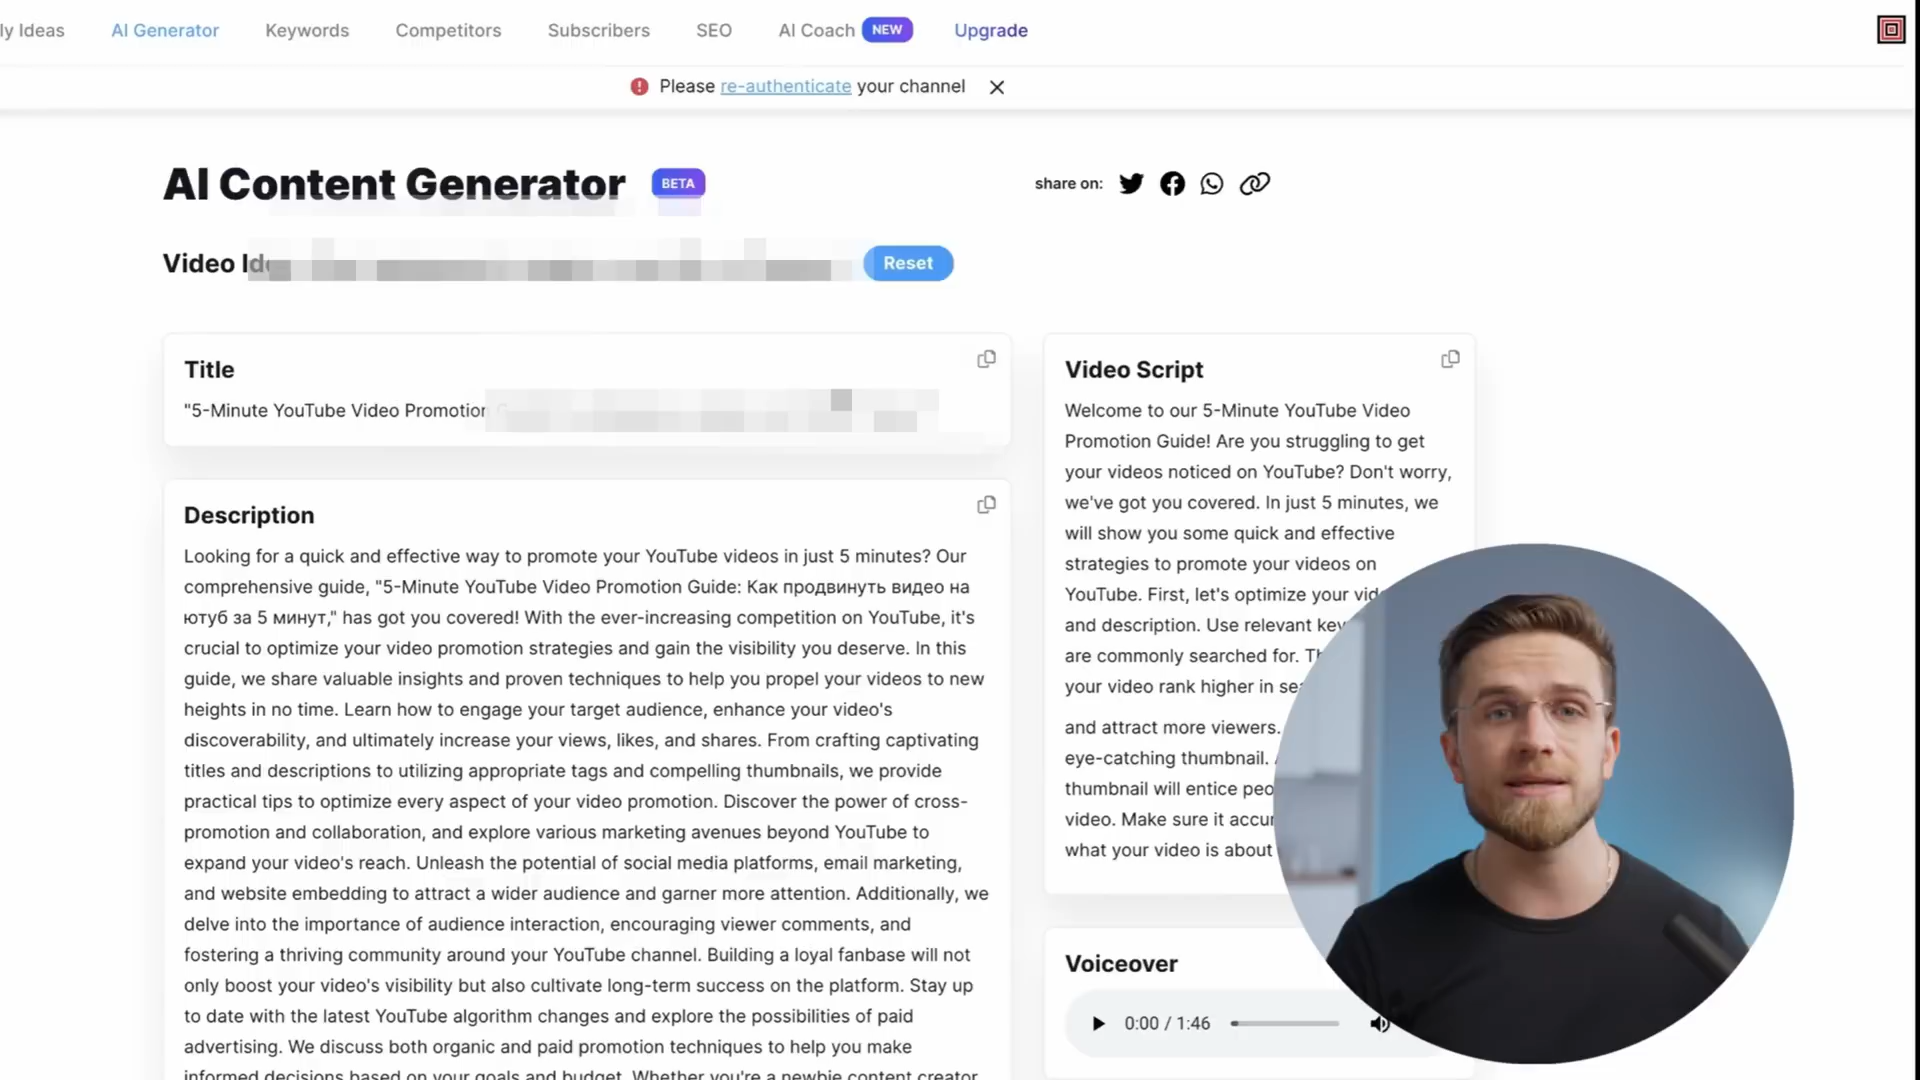 ly Ideas AI Generator Keywords Competitors Subscribers SEO AI Coach NEW Upgrade
Please re-authenticate your channel
AI Content Generator BETA
share on:
Video Reset
Title
"5-Minute YouTube Video Promotion
Description
Looking for a quick and effective way to promote your YouTube videos in just 5 minutes? Our
comprehensive guide, "5-Minute YouTube Video Promotion Guide: Как продвинуть видео на
ютуб за 5 минут," has got you covered! With the ever-increasing competition on YouTube, it's
crucial to optimize your video promotion strategies and gain the visibility you deserve. In this
guide, we share valuable insights and proven techniques to help you propel your videos to new
heights in no time. Learn how to engage your target audience, enhance your video's
discoverability, and ultimately increase your views, likes, and shares. From crafting captivating
titles and descriptions to utilizing appropriate tags and compelling thumbnails, we provide
practical tips to optimize every aspect of your video promotion. Discover the power of cross-
promotion and collaboration, and explore various marketing avenues beyond YouTube to
expand your video's reach. Unleash the potential of social media platforms, email marketing,
and website embedding to attract a wider audience and garner more attention. Additionally, we
delve into the importance of audience interaction, encouraging viewer comments, and
fostering a thriving community around your YouTube channel. Building a loyal fanbase will not
only boost your video's visibility but also cultivate long-term success on the platform. Stay up
to date with the latest YouTube algorithm changes and explore the possibilities of paid
advertising. We discuss both organic and paid promotion techniques to help you make
informed decisions based on your goals and budget. Whether you're a newbie content creator
Video Script
Welcome to our 5-Minute YouTube Video
Promotion Guide! Are you struggling to get
your videos noticed on YouTube? Don't worry,
we've got you covered. In just 5 minutes, we
will show you some quick and effective
strategies to promote your videos on
YouTube. First, let's optimize your
and description. Use relevant
are commonly searched for.
your video rank higher in
and attract more viewers.
eye-catching thumbnail.
thumbnail will entice
video. Make sure it
what your video is about
Voiceover
0:00 / 1:46